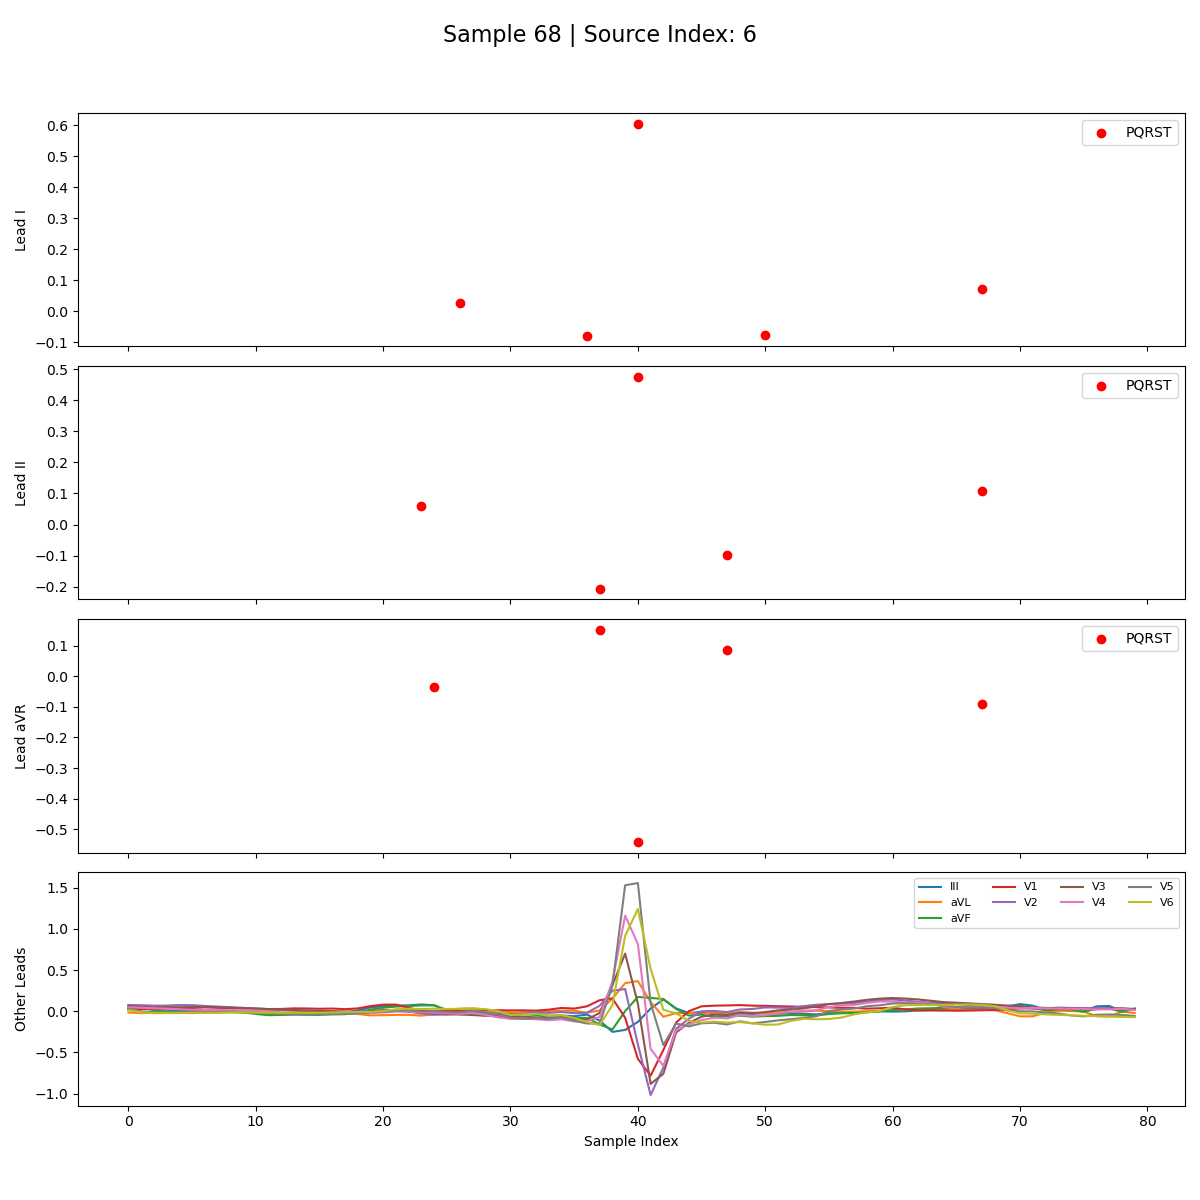 Sample 68 | Source Index: 6
0.6
0.5
0.4
0.3
0.2
0.1
0.0
−0.1
Lead I
PQRST
0.5
0.4
0.3
0.2
0.1
0.0
−0.1
−0.2
Lead II
PQRST
0.1
0.0
−0.1
−0.2
−0.3
−0.4
−0.5
Lead aVR
PQRST
1.5
1.0
0.5
0.0
−0.5
−1.0
Other Leads
III V1 V3 V5
aVL V2 V4 V6
aVF
0 10 20 30 40 50 60 70 80
Sample Index